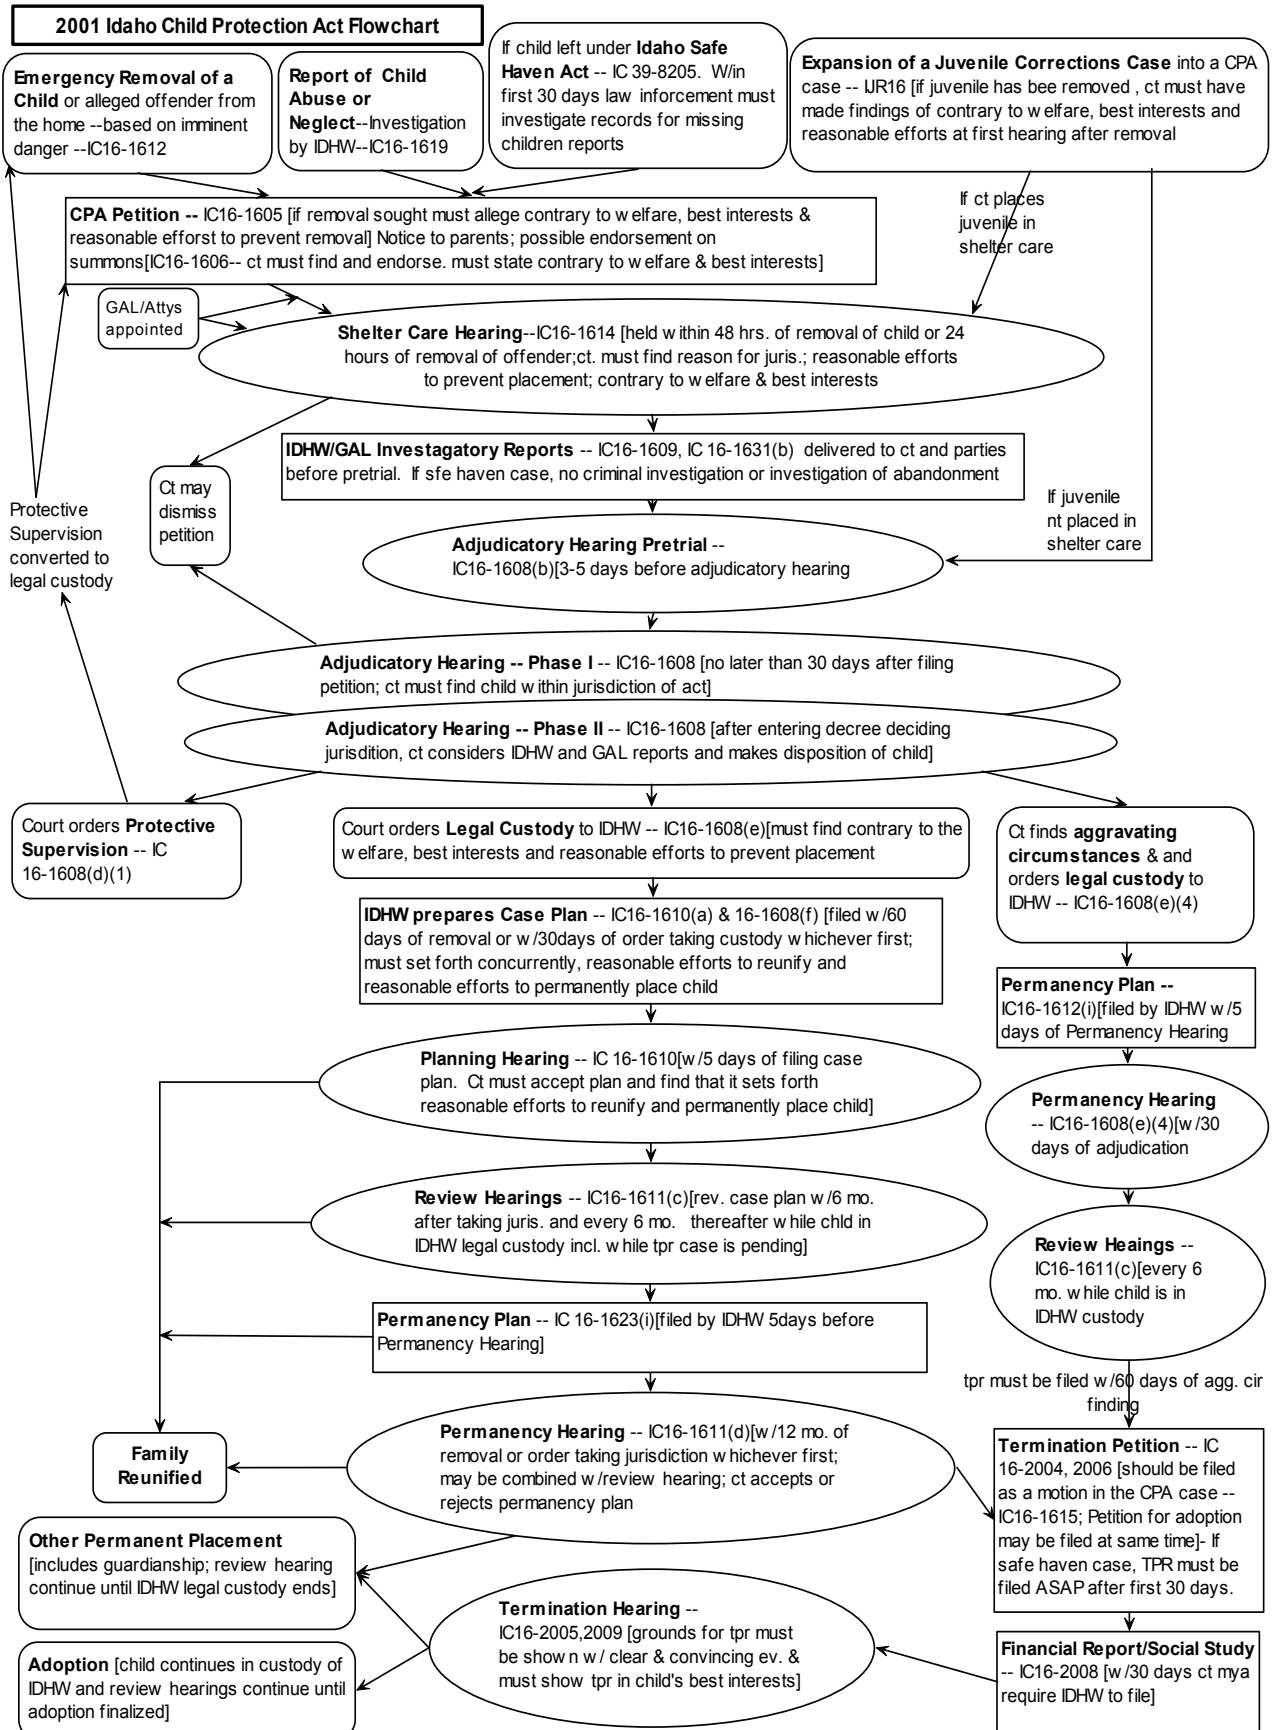 2001 Idaho Child Protection Act Flowchart
Emergency Removal of a
Child or alleged offender from
the home --based on imminent
danger --IC16-1612
Report of Child
Abuse or
Neglect--Investigation
by IDHW--IC16-1619
If child left under Idaho Safe
Haven Act -- IC 39-8205. W/in
first 30 days law inforcement must
investigate records for missing
children reports
Expansion of a Juvenile Corrections Case into a CPA
case -- IJR16 [if juvenile has bee removed , ct must have
made findings of contrary to welfare, best interests and
reasonable efforts at first hearing after removal
CPA Petition -- IC16-1605 [if removal sought must allege contrary to welfare, best interests &
reasonable efforst to prevent removal] Notice to parents; possible endorsement on
summons[IC16-1606-- ct must find and endorse. must state contrary to welfare & best interests]
If ct places
juvenile in
shelter care
GAL/Attys
appointed
Shelter Care Hearing--IC16-1614 [held within 48 hrs. of removal of child or 24
hours of removal of offender;ct. must find reason for juris.; reasonable efforts
to prevent placement; contrary to welfare & best interests
IDHW/GAL Investagatory Reports -- IC16-1609, IC 16-1631(b) delivered to ct and parties
before pretrial. If sfe haven case, no criminal investigation or investigation of abandonment
Ct may
dismiss
petition
Protective
Supervision
converted to
legal custody
If juvenile
nt placed in
shelter care
Adjudicatory Hearing Pretrial --
IC16-1608(b)[3-5 days before adjudicatory hearing
Adjudicatory Hearing -- Phase I -- IC16-1608 [no later than 30 days after filing
petition; ct must find child within jurisdiction of act]
Adjudicatory Hearing -- Phase II -- IC16-1608 [after entering decree deciding
jurisdition, ct considers IDHW and GAL reports and makes disposition of child]
Court orders Protective
Supervision -- IC
16-1608(d)(1)
Court orders Legal Custody to IDHW -- IC16-1608(e)[must find contrary to the
welfare, best interests and reasonable efforts to prevent placement
Ct finds aggravating
circumstances & and
orders legal custody to
IDHW -- IC16-1608(e)(4)
IDHW prepares Case Plan -- IC16-1610(a) & 16-1608(f) [filed w/60
days of removal or w/30days of order taking custody whichever first;
must set forth concurrently, reasonable efforts to reunify and
reasonable efforts to permanently place child
Permanency Plan --
IC16-1612(i)[filed by IDHW w/5
days of Permanency Hearing
Planning Hearing -- IC 16-1610[w/5 days of filing case
plan. Ct must accept plan and find that it sets forth
reasonable efforts to reunify and permanently place child]
Permanency Hearing
-- IC16-1608(e)(4)[w/30
days of adjudication
Review Hearings -- IC16-1611(c)[rev. case plan w/6 mo.
after taking juris. and every 6 mo. thereafter while chld in
IDHW legal custody incl. while tpr case is pending]
Review Heaings --
IC16-1611(c)[every 6
mo. while child is in
IDHW custody
Permanency Plan -- IC 16-1623(i)[filed by IDHW 5days before
Permanency Hearing]
tpr must be filed w/60 days of agg. cir
finding
Permanency Hearing -- IC16-1611(d)[w/12 mo. of
removal or order taking jurisdiction whichever first;
may be combined w/review hearing; ct accepts or
rejects permanency plan
Family
Reunified
Termination Petition -- IC
16-2004, 2006 [should be filed
as a motion in the CPA case --
IC16-1615; Petition for adoption
may be filed at same time]- If
safe haven case, TPR must be
filed ASAP after first 30 days.
Other Permanent Placement
[includes guardianship; review hearing
continue until IDHW legal custody ends]
Termination Hearing --
IC16-2005,2009 [grounds for tpr must
be shown w/ clear & convincing ev. &
must show tpr in child's best interests]
Financial Report/Social Study
-- IC16-2008 [w/30 days ct mya
require IDHW to file]
Adoption [child continues in custody of
IDHW and review hearings continue until
adoption finalized]